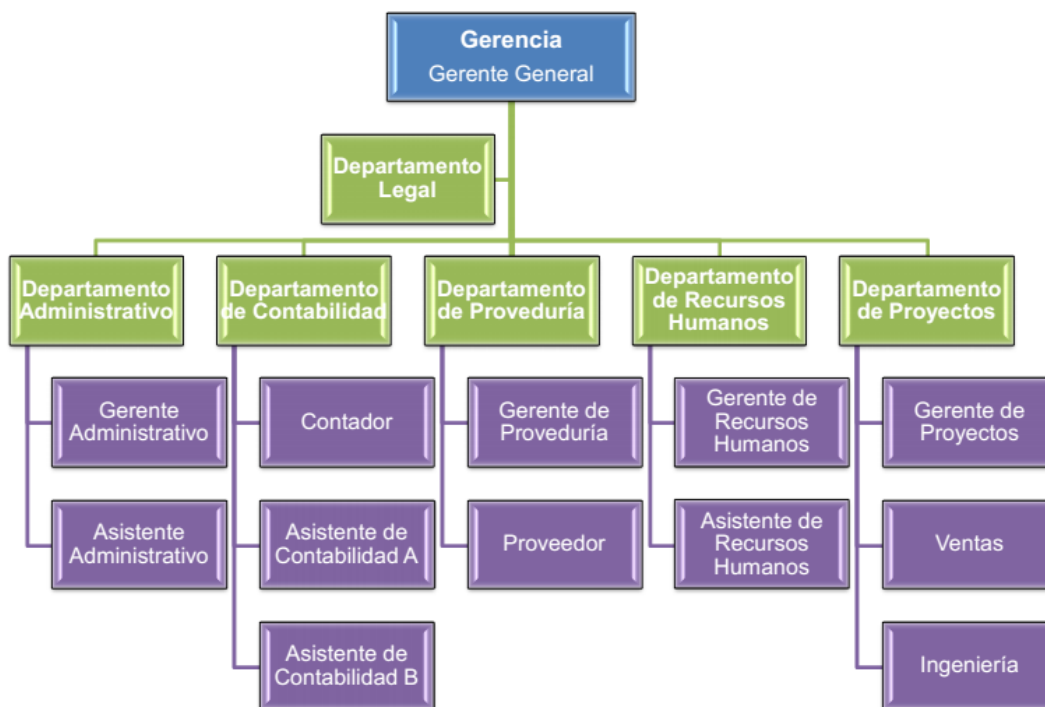 Gerencia
Gerente General
Departamento
Legal
Departamento
Administrativo
Departamento
de Contabilidad
Departamento
de Proveduría
Departamento
de Recursos
Humanos
Departamento
de Proyectos
Gerente
Administrativo
Contador
Gerente de
Proveduría
Gerente de
Recursos
Humanos
Gerente de
Proyectos
Asistente
Administrativo
Asistente de
Contabilidad A
Proveedor
Asistente de
Recursos
Humanos
Ventas
Asistente de
Contabilidad B
Ingeniería